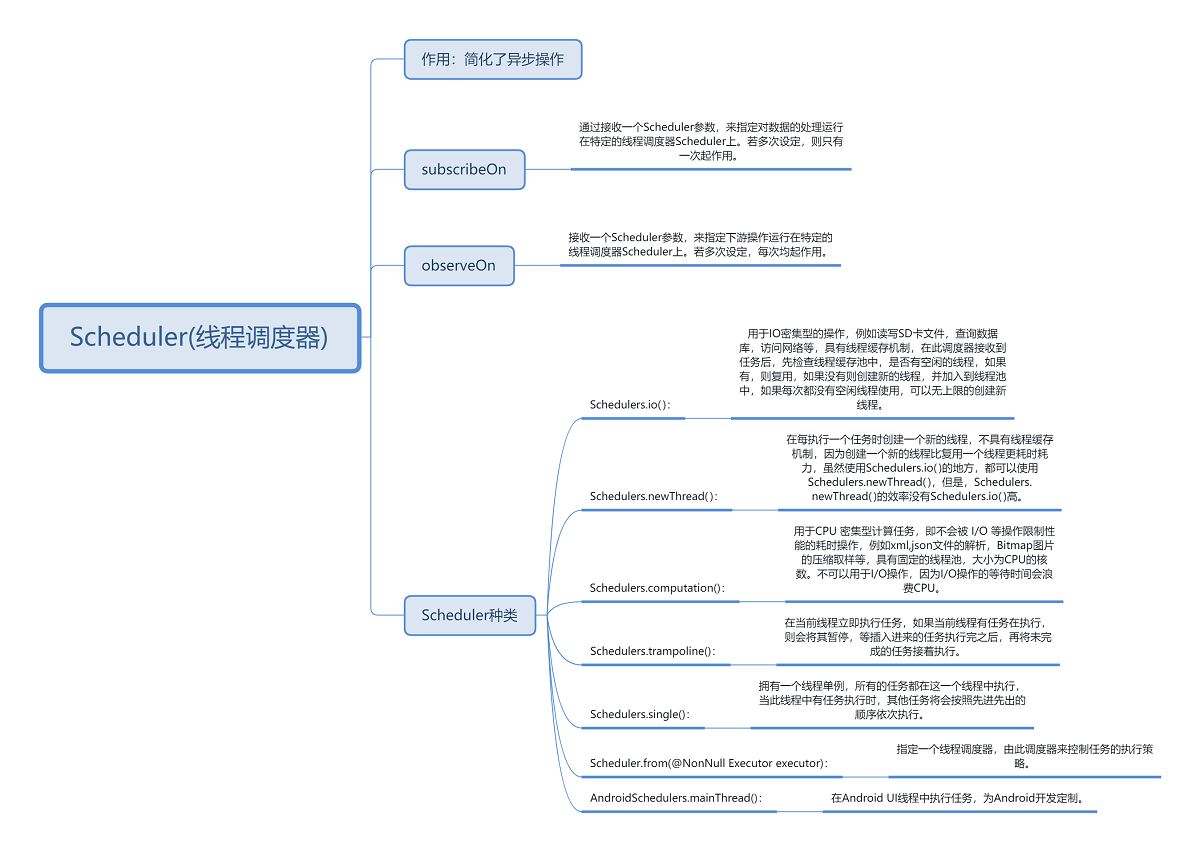 作用：简化了异步操作
通过接收一个Scheduler参数，来指定对数据的处理运行
在特定的线程调度器Scheduler上。若多次设定，则只有
一次起作用。
subscribeOn
接收一个Scheduler参数，来指定下游操作运行在特定的
线程调度器Scheduler上。若多次设定，每次均起作用。
observeOn
Scheduler(线程调度器)
用于IO密集型的操作，例如读写SD卡文件，查询数据
库，访问网络等，具有线程缓存机制，在此调度器接收到
任务后，先检查线程缓存池中，是否有空闲的线程，如果
有，则复用，如果没有则创建新的线程，并加入到线程池
中，如果每次都没有空闲线程使用，可以无上限的创建新
线程。
Schedulers.io()：
在每执行一个任务时创建一个新的线程，不具有线程缓存
机制，因为创建一个新的线程比复用一个线程更耗时耗
力，虽然使用Schedulers.io()的地方，都可以使用
Schedulers.newThread()，但是，Schedulers.
newThread()的效率没有Schedulers.io()高。
Schedulers.newThread()：
用于CPU 密集型计算任务，即不会被 I/O 等操作限制性
能的耗时操作，例如xml,json文件的解析，Bitmap图片
的压缩取样等，具有固定的线程池，大小为CPU的核
数。不可以用于I/O操作，因为I/O操作的等待时间会浪
费CPU。
Schedulers.computation()：
Scheduler种类
在当前线程立即执行任务，如果当前线程有任务在执行，
则会将其暂停，等插入进来的任务执行完之后，再将未完
成的任务接着执行。
Schedulers.trampoline()：
拥有一个线程单例，所有的任务都在这一个线程中执行，
当此线程中有任务执行时，其他任务将会按照先进先出的
顺序依次执行。
Schedulers.single()：
指定一个线程调度器，由此调度器来控制任务的执行策
略。
Scheduler.from(@NonNull Executor executor)：
AndroidSchedulers.mainThread()：
在Android UI线程中执行任务，为Android开发定制。